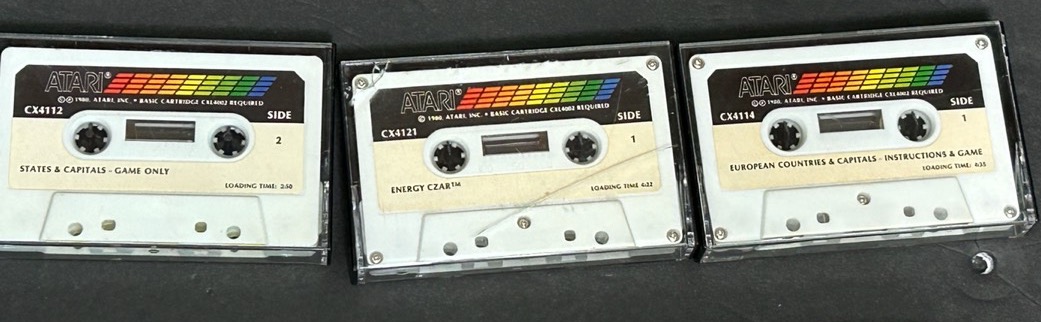 ATARI®
©℗ 1980, ATARI, INC. * BASIC CARTRIDGE CXL4002 REQUIRED
CX4112
SIDE
2
STATES & CAPITALS - GAME ONLY
LOADING TIME: 2:50
ATARI®
© 1980, ATARI, INC. * BASIC CARTRIDGE CXL4002 REQUIRED
CX4121
SIDE
1
ENERGY CZAR™
LOADING TIME 4:22
ATARI®
©℗ 1980, ATARI, INC. * BASIC CARTRIDGE CXL4002 REQUIRED
CX4114
SIDE
1
EUROPEAN COUNTRIES & CAPITALS - INSTRUCTIONS & GAME
LOADING TIME: 4:35